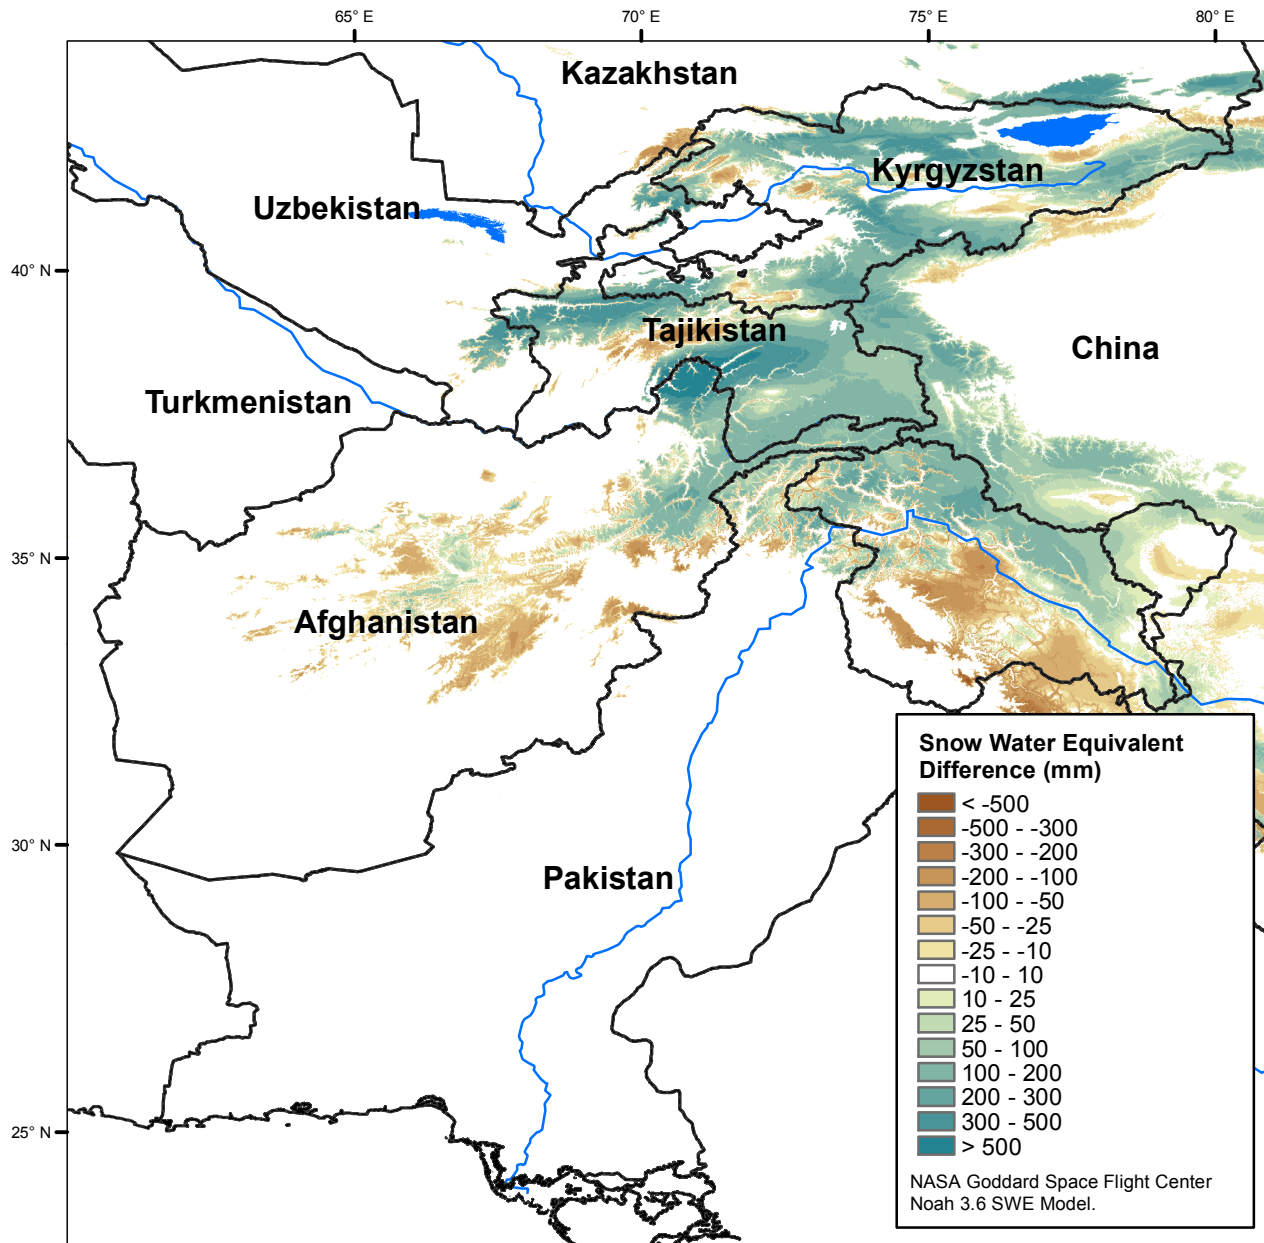 65° E 70° E 75° E 80° E
Kazakhstan
Kyrgyzstan
Uzbekistan
40° N
Tajikistan
China
Turkmenistan
35° N
Afghanistan
Snow Water Equivalent
Difference (mm)
< -500
-500 - -300
-300 - -200
-200 - -100
-100 - -50
-50 - -25
-25 - -10
-10 - 10
10 - 25
25 - 50
50 - 100
100 - 200
200 - 300
300 - 500
> 500
30° N
Pakistan
25° N
NASA Goddard Space Flight Center
Noah 3.6 SWE Model.